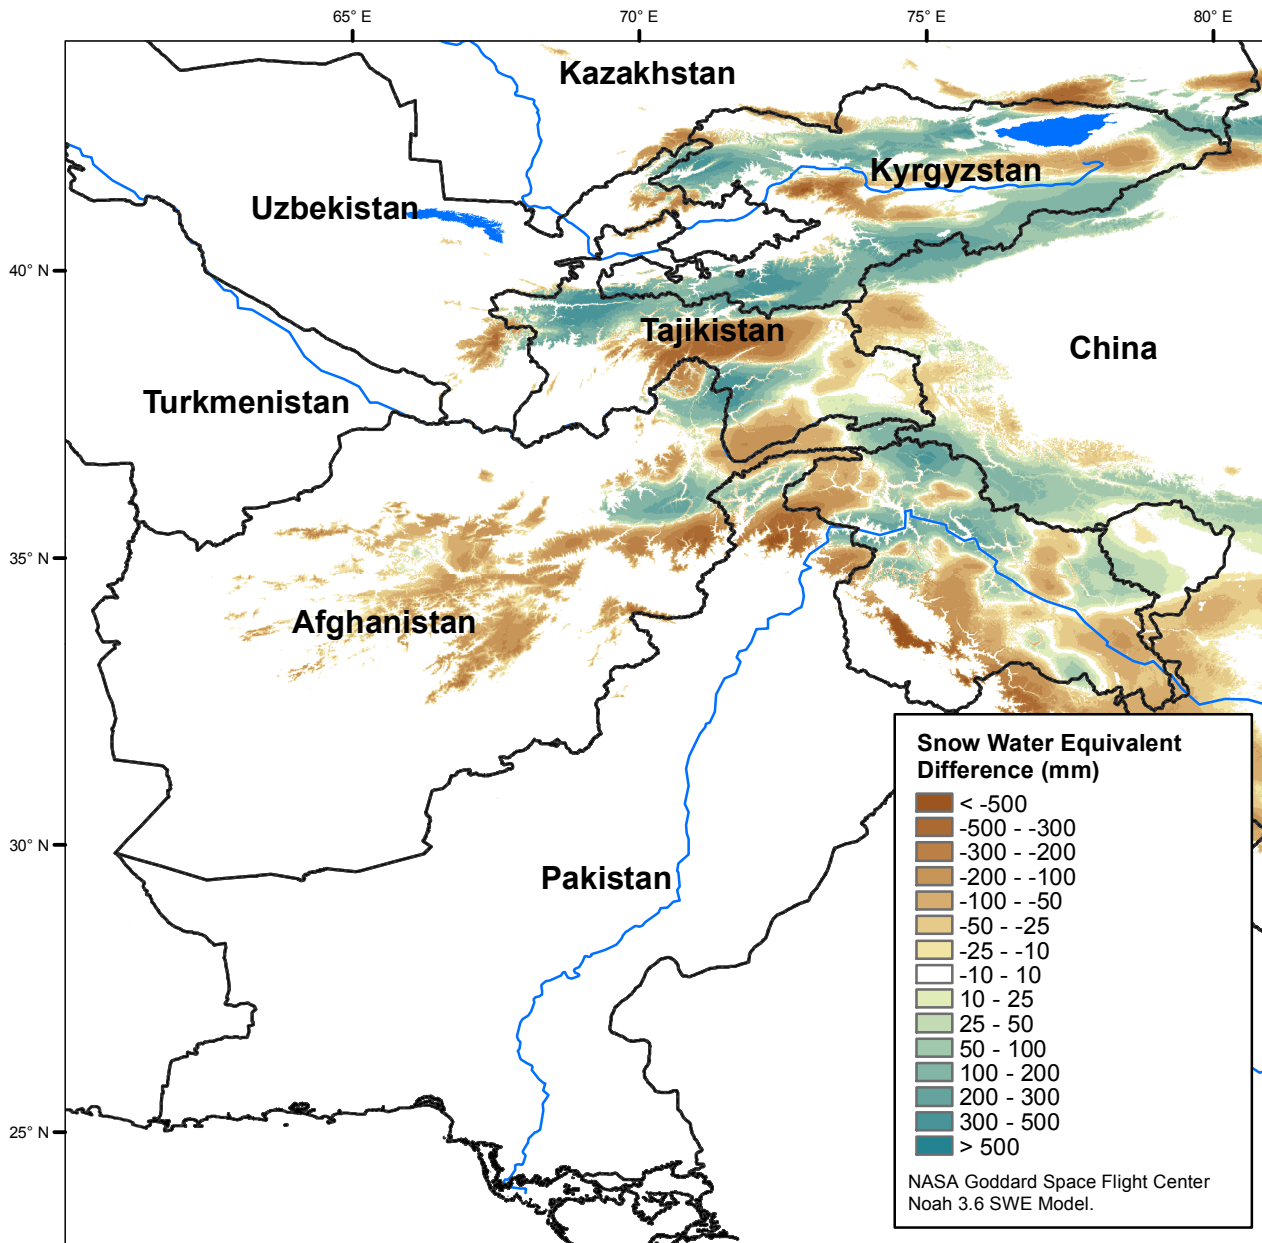 65° E
70° E
75° E
80° E
Kazakhstan
Kyrgyzstan
Uzbekistan
40° N
Tajikistan
China
Turkmenistan
35° N
Afghanistan
30° N
Pakistan
25° N
Snow Water Equivalent
Difference (mm)
< -500
-500 - -300
-300 - -200
-200 - -100
-100 - -50
-50 - -25
-25 - -10
-10 - 10
10 - 25
25 - 50
50 - 100
100 - 200
200 - 300
300 - 500
> 500
NASA Goddard Space Flight Center
Noah 3.6 SWE Model.